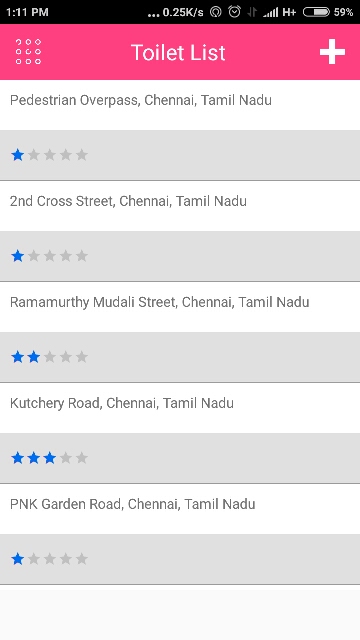 1:11 PM ... 0.25K/s H+ 59%
Toilet List
Pedestrian Overpass, Chennai, Tamil Nadu
2nd Cross Street, Chennai, Tamil Nadu
Ramamurthy Mudali Street, Chennai, Tamil Nadu
Kutchery Road, Chennai, Tamil Nadu
PNK Garden Road, Chennai, Tamil Nadu